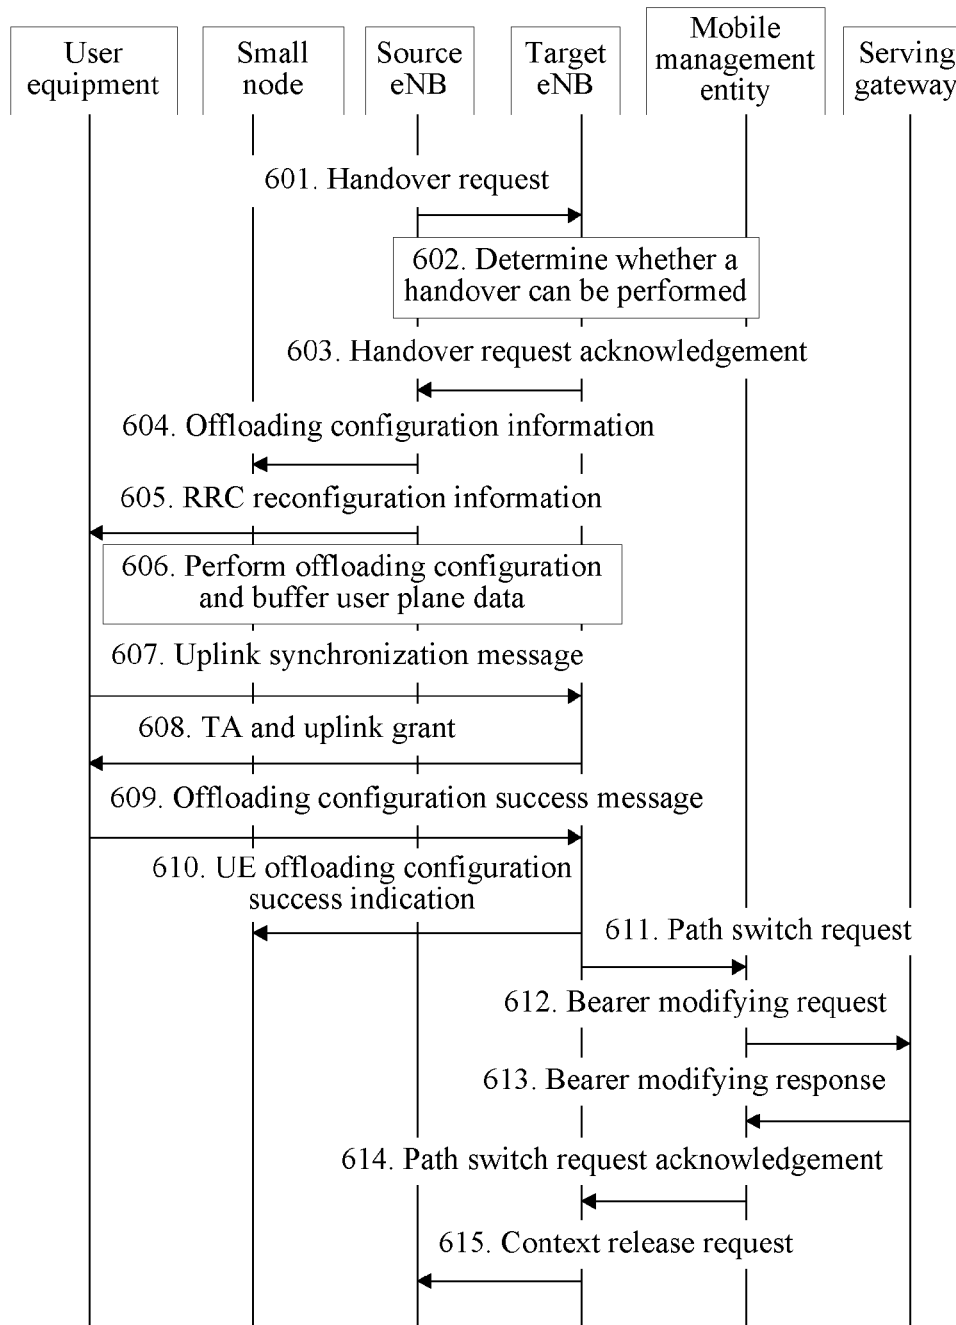 User
equipment
Small
node
Source
eNB
Target
eNB
Mobile
management
entity
Serving
gateway
601. Handover request
602. Determine whether a
handover can be performed
603. Handover request acknowledgement
604. Offloading configuration information
605. RRC reconfiguration information
606. Perform offloading configuration
and buffer user plane data
607. Uplink synchronization message
608. TA and uplink grant
609. Offloading configuration success message
610. UE offloading configuration
success indication
611. Path switch request
612. Bearer modifying request
613. Bearer modifying response
614. Path switch request acknowledgement
615. Context release request